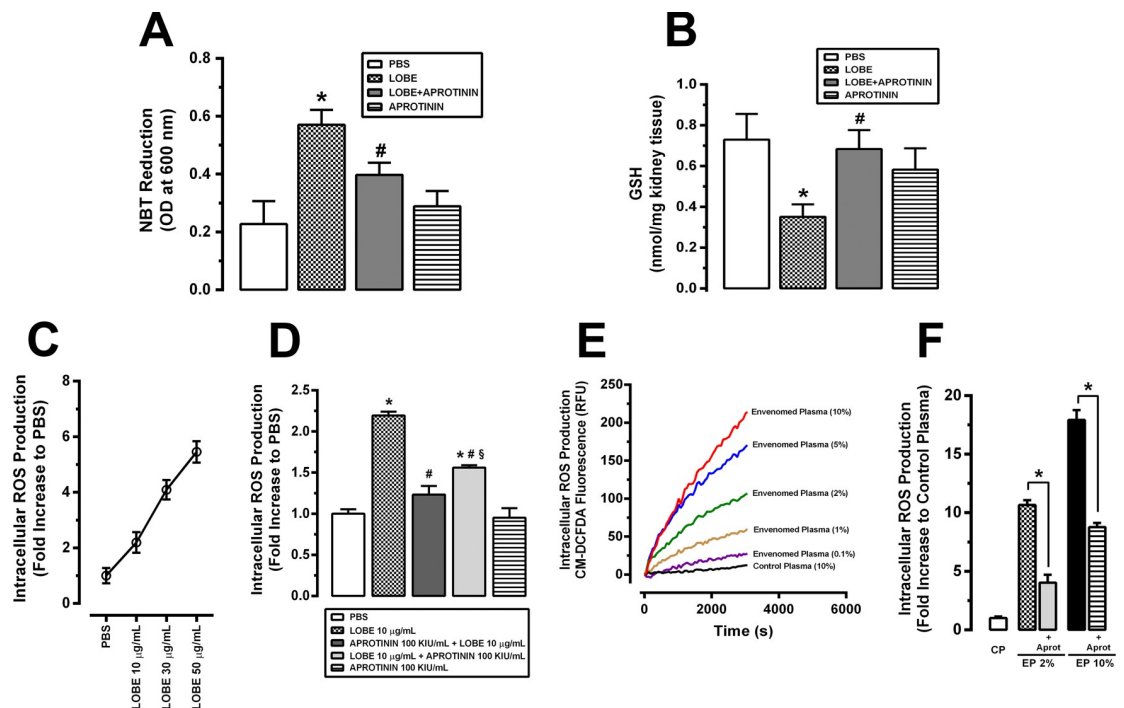 A
NBT Reduction
(OD at 600 nm)
0.8
0.6
0.4
0.2
0.0
*
#
PBS
LOBE
LOBE+APROTININ
APROTININ
B
GSH
(nmol/mg kidney tissue)
1.0
0.8
0.6
0.4
0.2
0.0
*
#
PBS
LOBE
LOBE+APROTININ
APROTININ
C
Intracellular ROS Production
(Fold Increase to PBS)
8
6
4
2
0
PBS
LOBE 10 µg/mL
LOBE 30 µg/mL
LOBE 50 µg/mL
D
Intracellular ROS Production
(Fold Increase to PBS)
2.5
2.0
1.5
1.0
0.5
0.0
*
#
* # §
PBS
LOBE 10 µg/mL
APROTININ 100 KIU/mL + LOBE 10 µg/mL
LOBE 10 µg/mL + APROTININ 100 KIU/mL
APROTININ 100 KIU/mL
E
Intracellular ROS Production
CM-DCFDA Fluorescence (RFU)
250
200
150
100
50
0
Envenomed Plasma (10%)
Envenomed Plasma (5%)
Envenomed Plasma (2%)
Envenomed Plasma (1%)
Envenomed Plasma (0.1%)
Control Plasma (10%)
0 2000 4000 6000
Time (s)
F
Intracellular ROS Production
(Fold Increase to Control Plasma)
20
15
10
5
0
*
*
CP
+
Aprot
EP 2%
+
Aprot
EP 10%